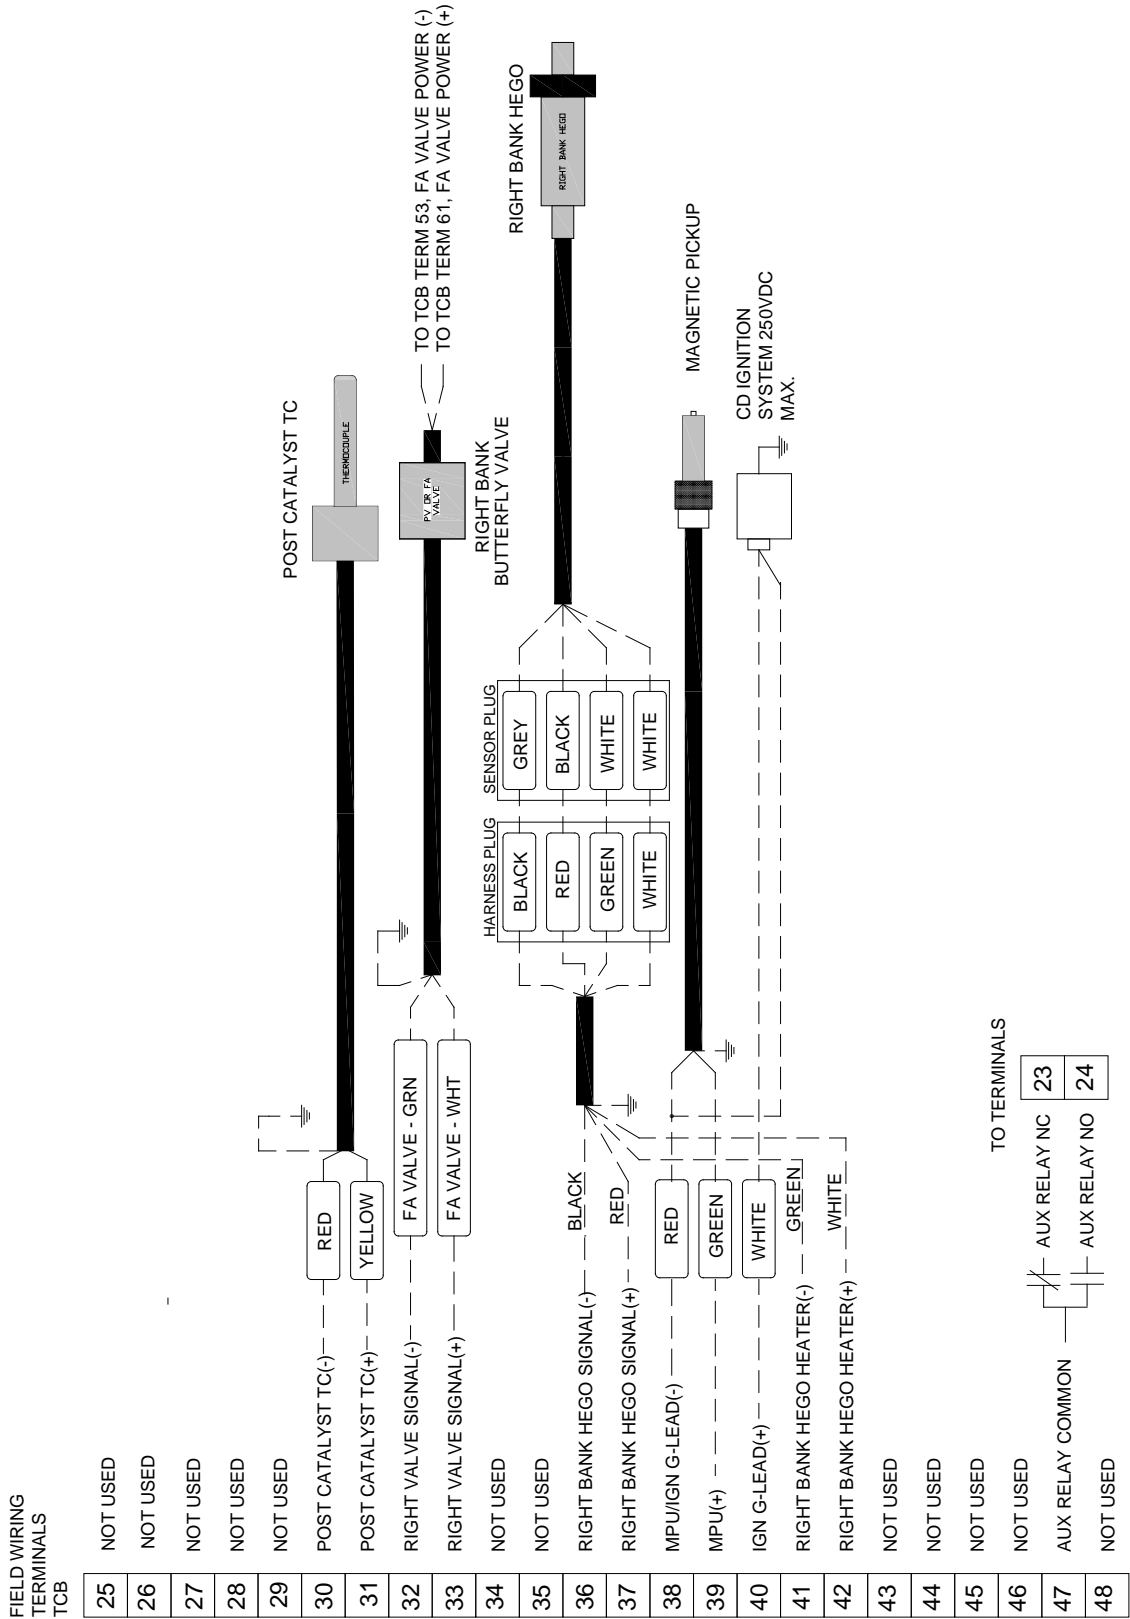 FIELD WIRING
TERMINALS
TCB
25 NOT USED
26 NOT USED
27 NOT USED
28 NOT USED
29 NOT USED
30 POST CATALYST TC(-) RED
31 POST CATALYST TC(+) YELLOW
POST CATALYST TC
THERMOCOUPLE
32 RIGHT VALVE SIGNAL(-) FA VALVE - GRN
33 RIGHT VALVE SIGNAL(+) FA VALVE - WHT
PV OR FA
VALVE
RIGHT BANK
BUTTERFLY VALVE
TO TCB TERM 53, FA VALVE POWER (-)
TO TCB TERM 61, FA VALVE POWER (+)
34 NOT USED
35 NOT USED
36 RIGHT BANK HEGO SIGNAL(-) BLACK
37 RIGHT BANK HEGO SIGNAL(+) RED
HARNESS PLUG
SENSOR PLUG
BLACK GREY
RED BLACK
GREEN WHITE
WHITE WHITE
RIGHT BANK HEGO
RIGHT BANK HEGO
38 MPU/IGN G-LEAD(-) RED
39 MPU(+) GREEN
MAGNETIC PICKUP
40 IGN G-LEAD(+) WHITE
CD IGNITION
SYSTEM 250VDC
MAX.
41 RIGHT BANK HEGO HEATER(-) GREEN
42 RIGHT BANK HEGO HEATER(+) WHITE
43 NOT USED
44 NOT USED
45 NOT USED
46 NOT USED
47 AUX RELAY COMMON
TO TERMINALS
AUX RELAY NC 23
AUX RELAY NO 24
48 NOT USED